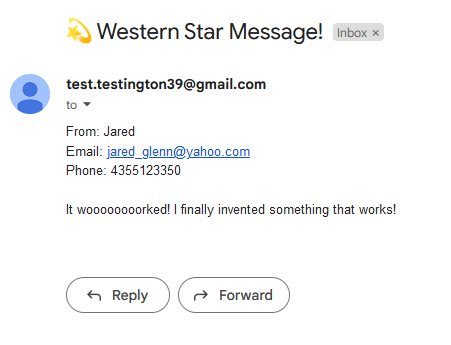 💫 Western Star Message! Inbox ×
test.testington39@gmail.com
to
From: Jared
Email: jared_glenn@yahoo.com
Phone: 4355123350
It woooooooorked! I finally invented something that works!
Reply Forward